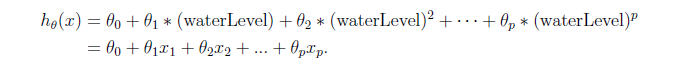 hθ(x) = θ₀ + θ₁ * (waterLevel) + θ₂ * (waterLevel)² + ⋯ + θₚ * (waterLevel)ᵖ
= θ₀ + θ₁x₁ + θ₂x₂ + ... + θₚxₚ.